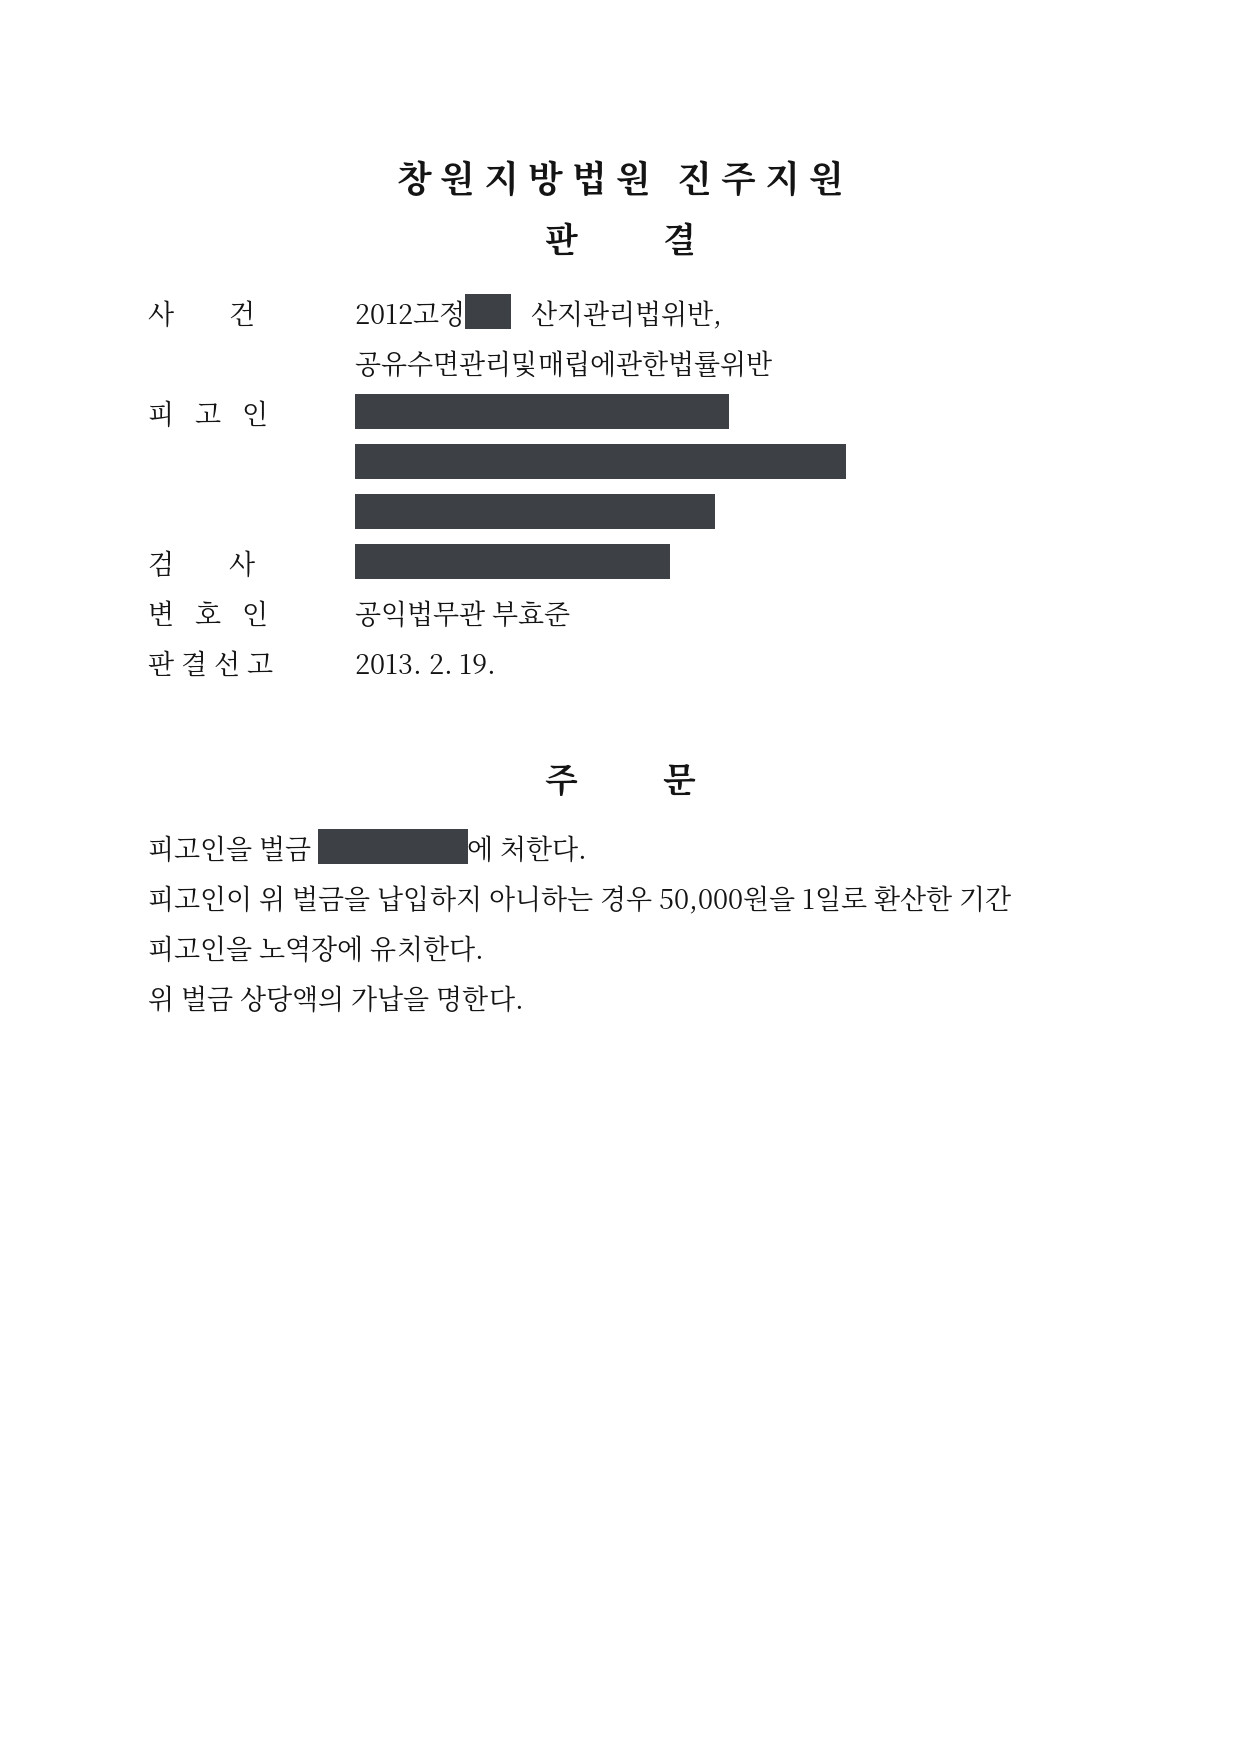 창원지방법원 진주지원
판 결
사 건 2012고정 산지관리법위반,
공유수면관리및매립에관한법률위반
피 고 인
검 사
변 호 인 공익법무관 부효준
판결선고 2013. 2. 19.
주 문
피고인을 벌금 에 처한다.
피고인이 위 벌금을 납입하지 아니하는 경우 50,000원을 1일로 환산한 기간
피고인을 노역장에 유치한다.
위 벌금 상당액의 가납을 명한다.